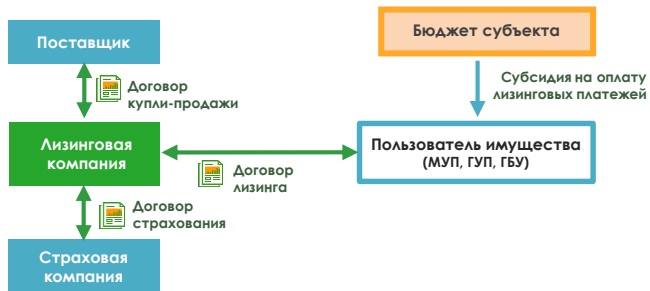 Поставщик
Бюджет субъекта
Договор
купли-продажи
Субсидия на оплату
лизинговых платежей
Лизинговая
компания
Договор
лизинга
Пользователь имущества
(МУП, ГУП, ГБУ)
Договор
страхования
Страховая
компания